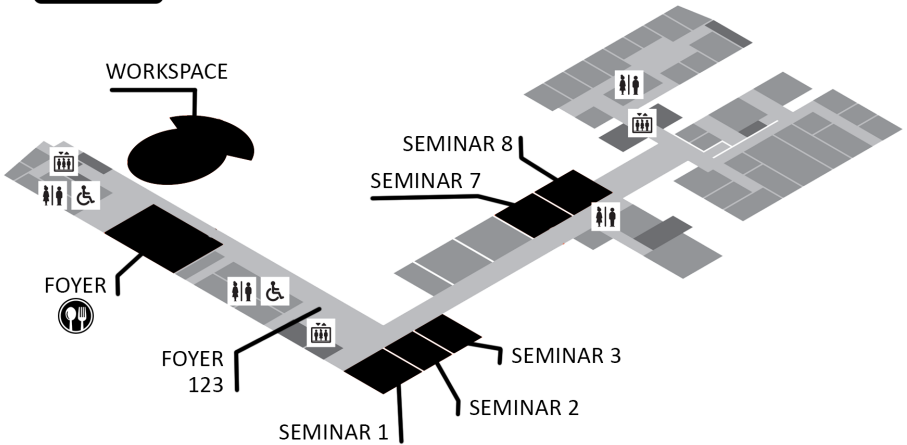 WORKSPACE
SEMINAR 8
SEMINAR 7
FOYER
FOYER
123
SEMINAR 3
SEMINAR 2
SEMINAR 1